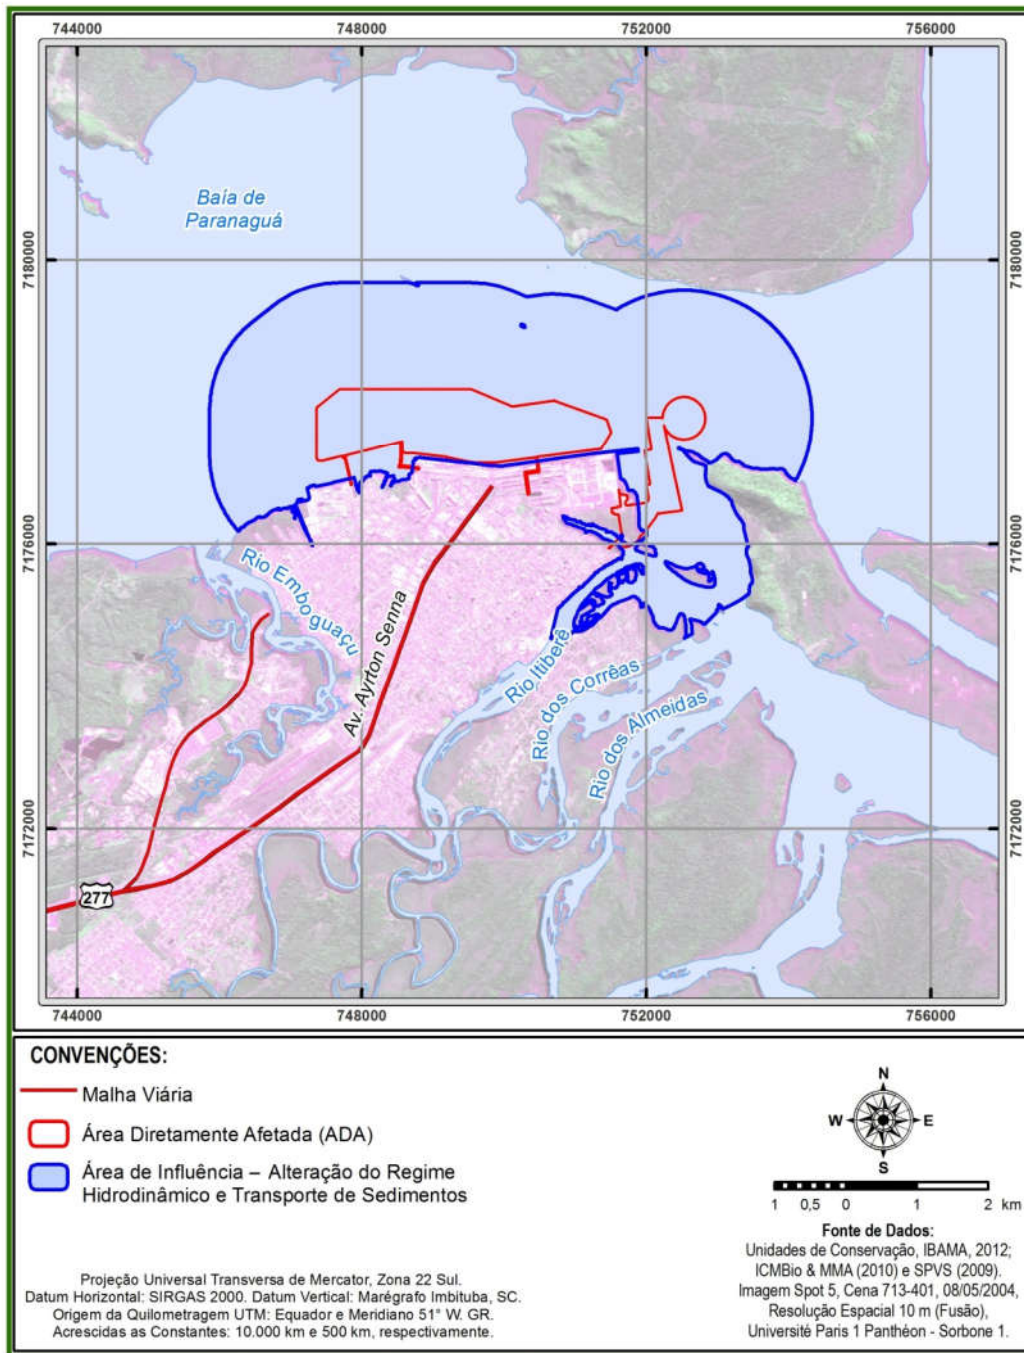 744000 748000 752000 756000
Baía de
Paranaguá
7180000 7180000
7176000 7176000
Rio Emboguaçu
Av. Ayrton Senna
Rio Itiberê
Rio dos Corrêas
Rio dos Almeidas
7172000 7172000
277
744000 748000 752000 756000
CONVENÇÕES:
Malha Viária
Área Diretamente Afetada (ADA)
Área de Influência – Alteração do Regime
Hidrodinâmico e Transporte de Sedimentos
N
W E
S
1 0,5 0 1 2 km
Fonte de Dados:
Unidades de Conservação, IBAMA, 2012;
ICMBio & MMA (2010) e SPVS (2009).
Imagem Spot 5, Cena 713-401, 08/05/2004,
Resolução Espacial 10 m (Fusão),
Université Paris 1 Panthéon - Sorbone 1.
Projeção Universal Transversa de Mercator, Zona 22 Sul.
Datum Horizontal: SIRGAS 2000. Datum Vertical: Marégrafo Imbituba, SC.
Origem da Quilometragem UTM: Equador e Meridiano 51° W. GR.
Acrescidas as Constantes: 10.000 km e 500 km, respectivamente.